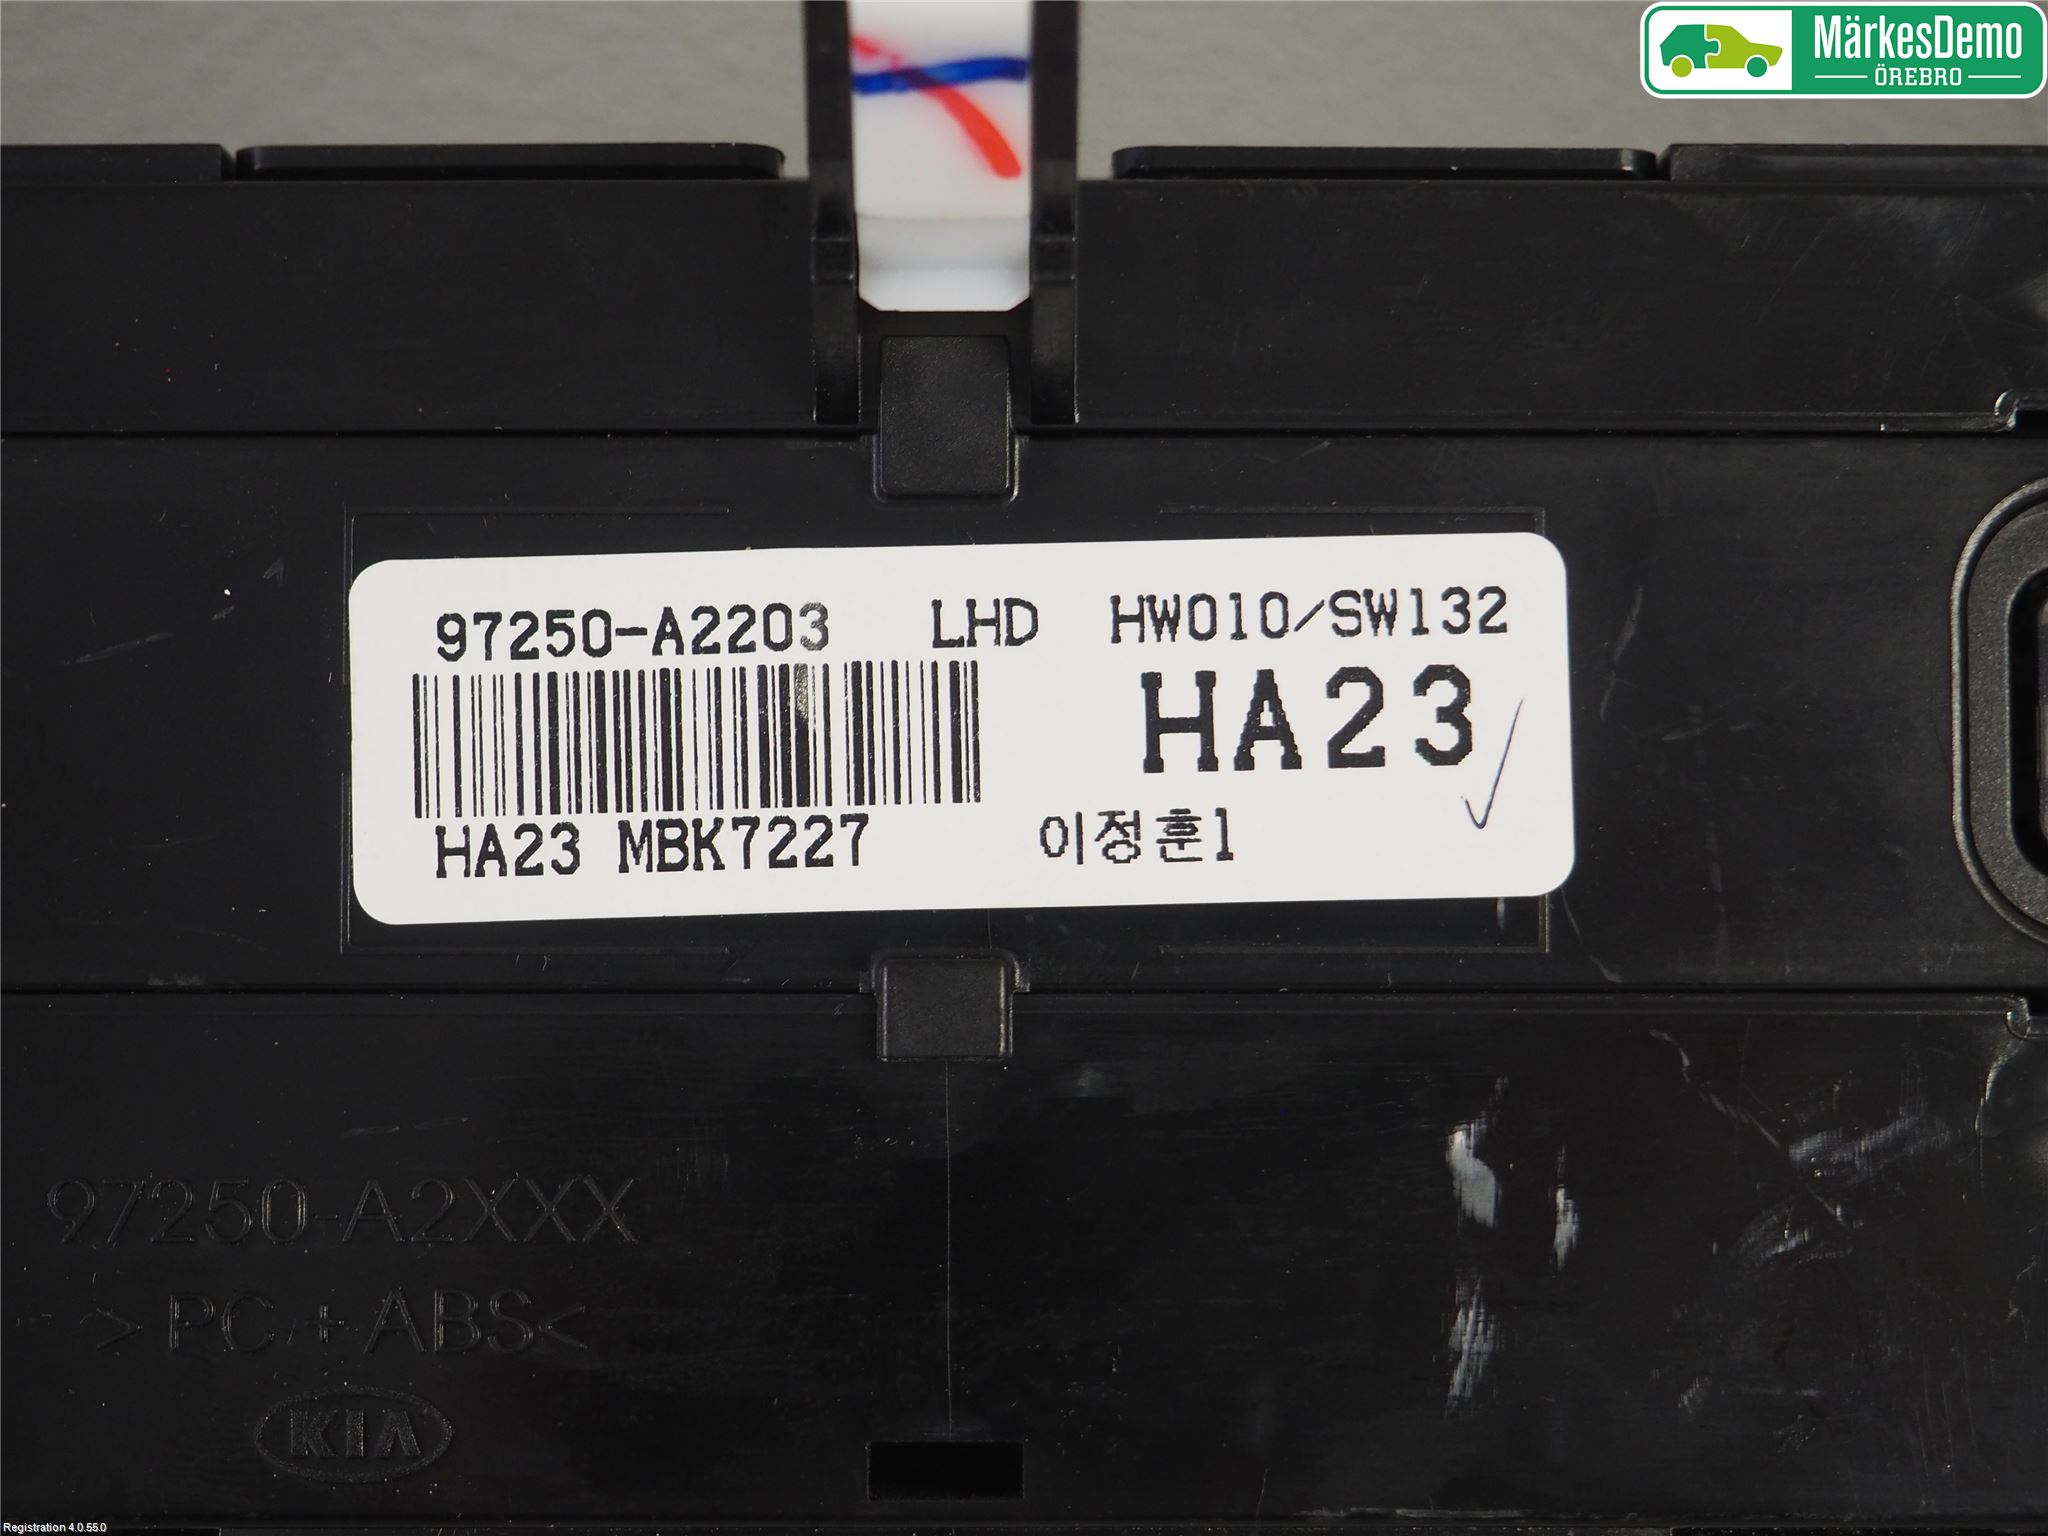 MärkesDemo
ÖREBRO
97250-A2203 LHD HW010/SW132
HA23
HA23 MBK7227 이정훈1
97250-A2XXX
>PC+ABS<
KIA
Registration 4.0.55.0